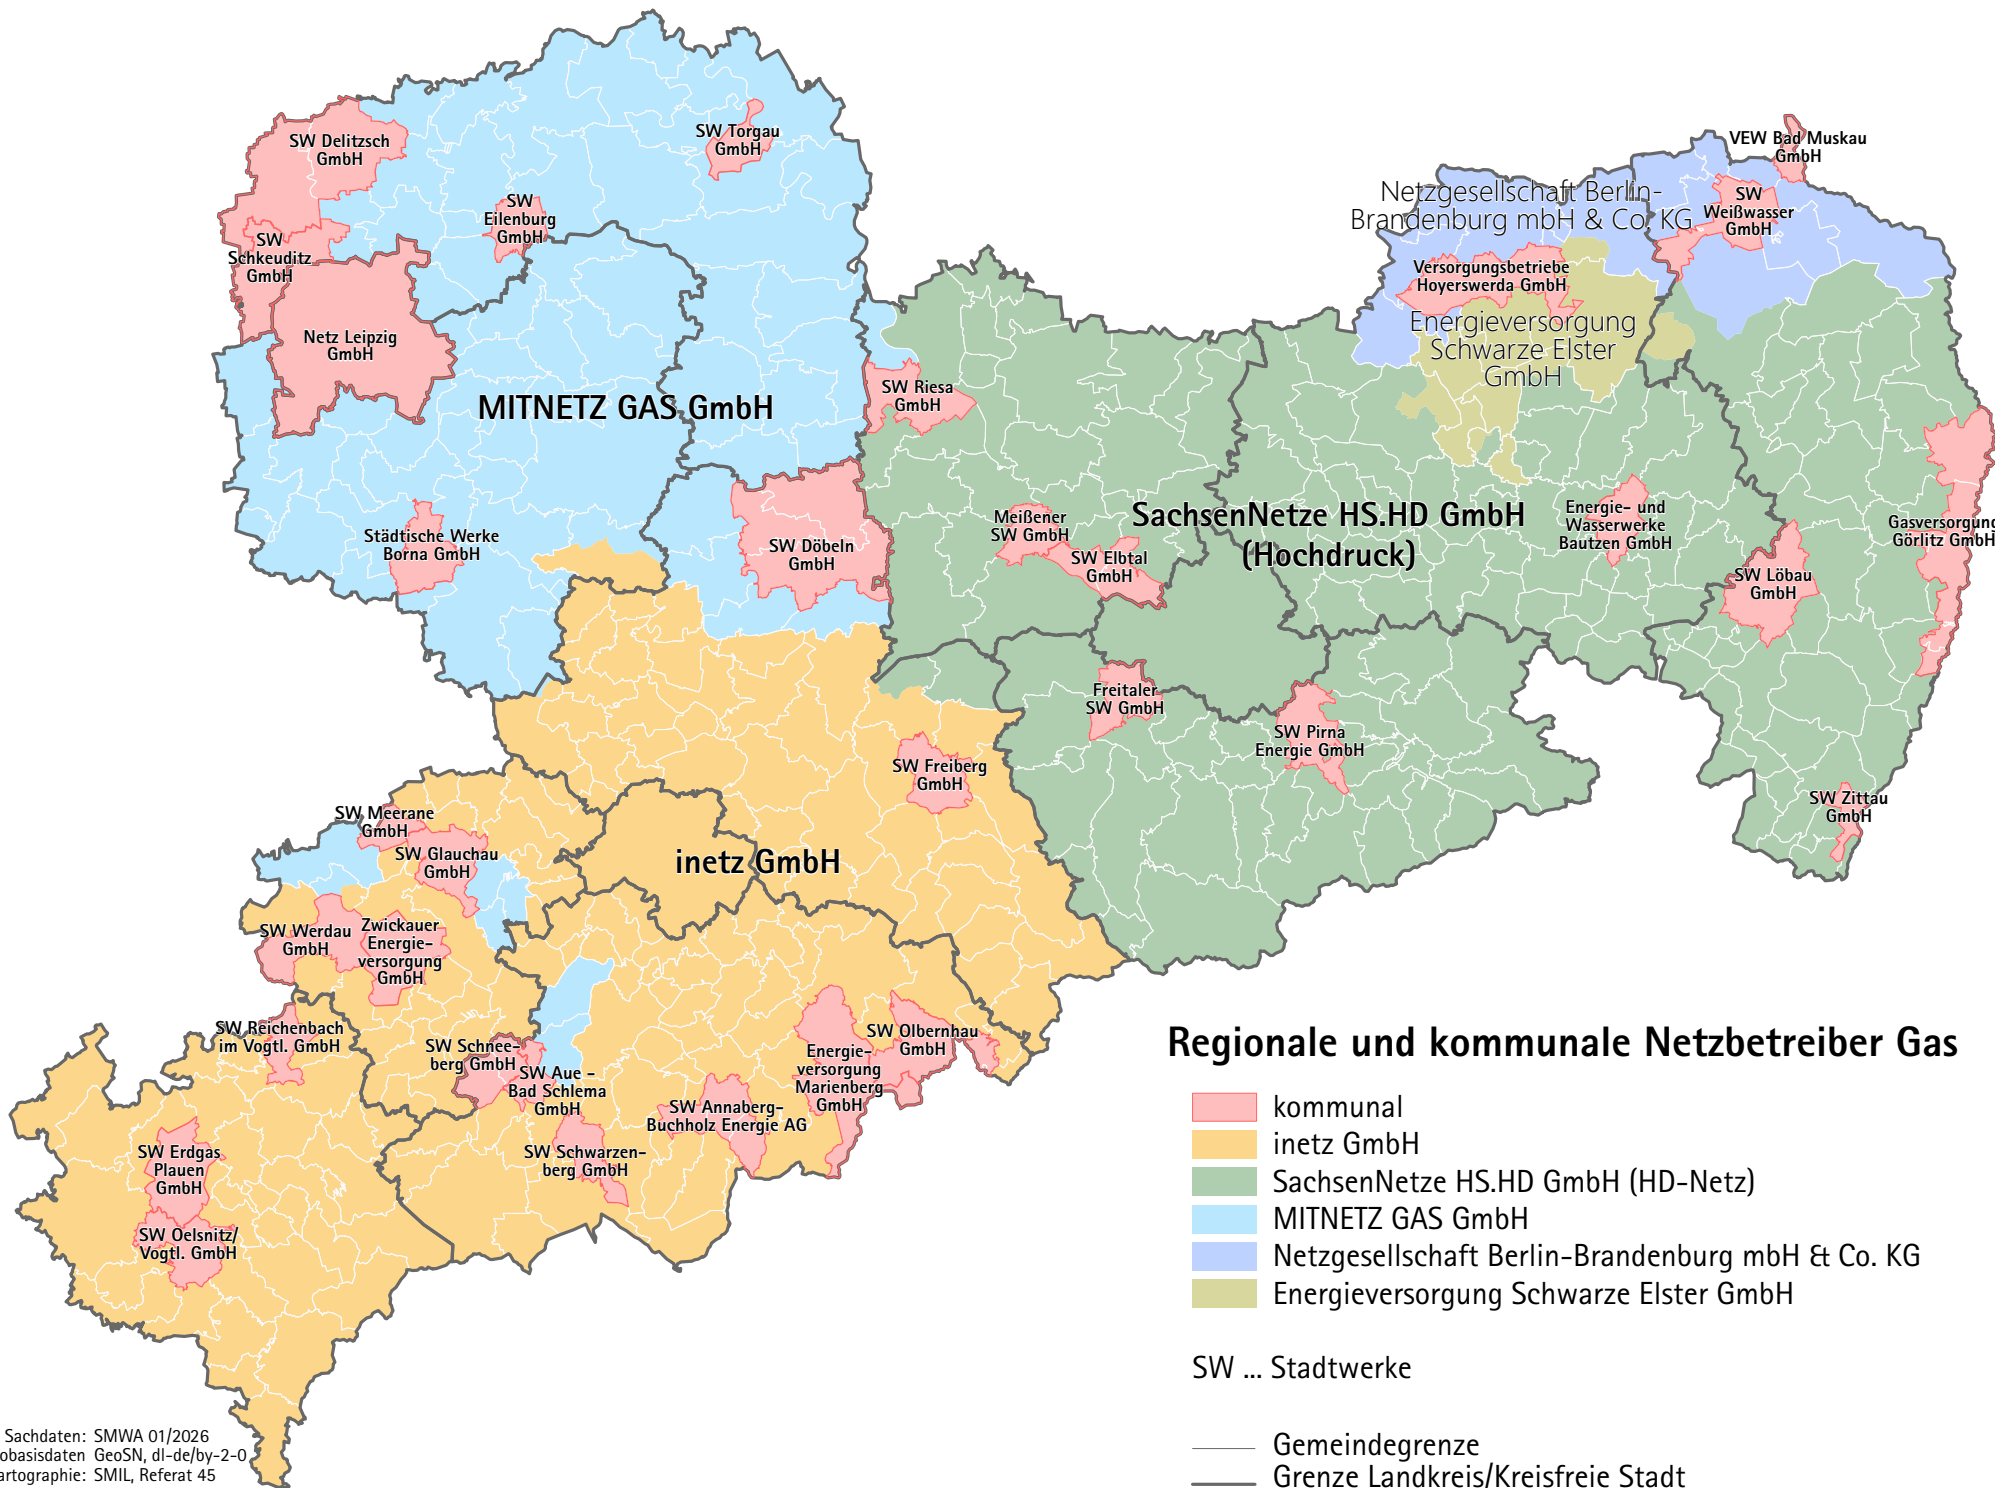 SW Delitzsch
GmbH
SW Torgau
GmbH
SW
Eilenburg
GmbH
SW
Schkeuditz
GmbH
Netz Leipzig
GmbH
MITNETZ GAS GmbH
Städtische Werke
Borna GmbH
SW Döbeln
GmbH
SW Riesa
GmbH
VEW Bad Muskau
GmbH
Netzgesellschaft Berlin-
Brandenburg mbH & Co. KG
SW
Weißwasser
GmbH
Versorgungsbetriebe
Hoyerswerda GmbH
Energieversorgung
Schwarze Elster
GmbH
Meißener
SW GmbH
SW Elbtal
GmbH
SachsenNetze HS.HD GmbH
(Hochdruck)
Energie- und
Wasserwerke
Bautzen GmbH
Gasversorgung
Görlitz GmbH
SW Löbau
GmbH
Freitaler
SW GmbH
SW Pirna
Energie GmbH
SW Zittau
GmbH
SW Freiberg
GmbH
SW Meerane
GmbH
SW Glauchau
GmbH
inetz GmbH
SW Werdau
GmbH
Zwickauer
Energie-
versorgung
GmbH
SW Reichenbach
im Vogtl. GmbH
SW Schnee-
berg GmbH
SW Aue -
Bad Schlema
GmbH
SW Olbernhau
GmbH
Energie-
versorgung
Marienberg
GmbH
SW Annaberg-
Buchholz Energie AG
SW Schwarzen-
berg GmbH
SW Erdgas
Plauen
GmbH
SW Oelsnitz/
Vogtl. GmbH
Regionale und kommunale Netzbetreiber Gas
kommunal
inetz GmbH
SachsenNetze HS.HD GmbH (HD-Netz)
MITNETZ GAS GmbH
Netzgesellschaft Berlin-Brandenburg mbH & Co. KG
Energieversorgung Schwarze Elster GmbH
SW ... Stadtwerke
Gemeindegrenze
Grenze Landkreis/Kreisfreie Stadt
Sachdaten: SMWA 01/2026
obasisdaten GeoSN, dl-de/by-2-0
artographie: SMIL, Referat 45